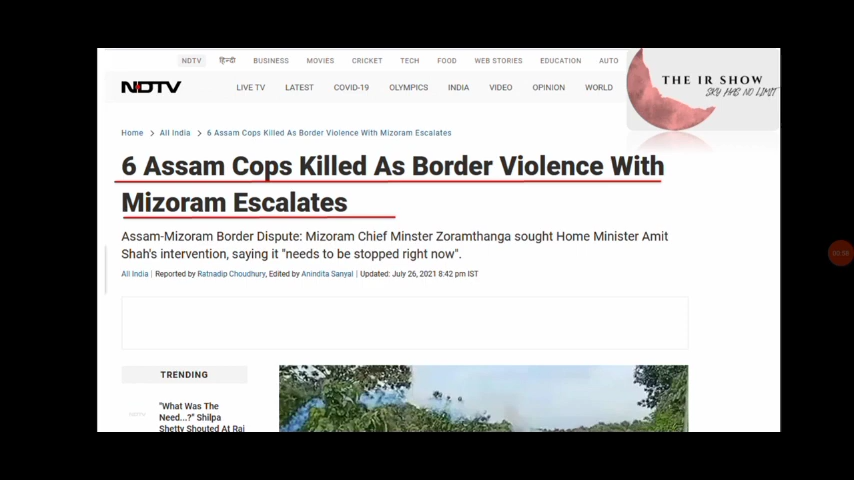 NDTV हिन्दी BUSINESS MOVIES CRICKET TECH FOOD WEB STORIES EDUCATION AUTO
THE IR SHOW
SKY HAS NO LIMIT
NDTV LIVE TV LATEST COVID-19 OLYMPICS INDIA VIDEO OPINION WORLD
Home > All India > 6 Assam Cops Killed As Border Violence With Mizoram Escalates
6 Assam Cops Killed As Border Violence With
Mizoram Escalates
Assam-Mizoram Border Dispute: Mizoram Chief Minster Zoramthanga sought Home Minister Amit
Shah's intervention, saying it "needs to be stopped right now".
All India | Reported by Ratnadip Choudhury, Edited by Anindita Sanyal | Updated: July 26, 2021 8:42 pm IST
TRENDING
"What Was The
Need...?" Shilpa
Shetty Shouted At Raj